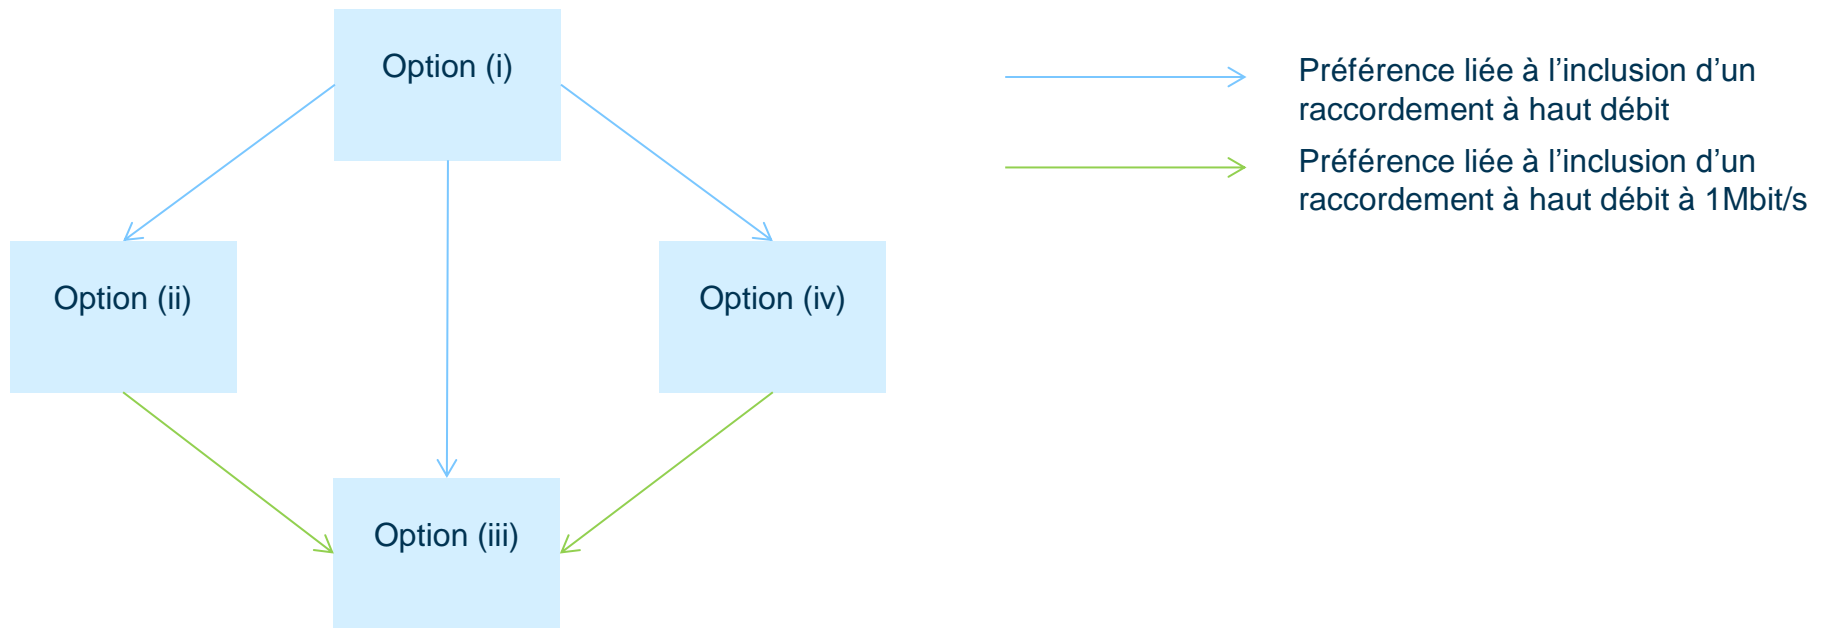 Option (i)
Option (ii)
Option (iv)
Option (iii)
Préférence liée à l’inclusion d’un
raccordement à haut débit
Préférence liée à l’inclusion d’un
raccordement à haut débit à 1Mbit/s